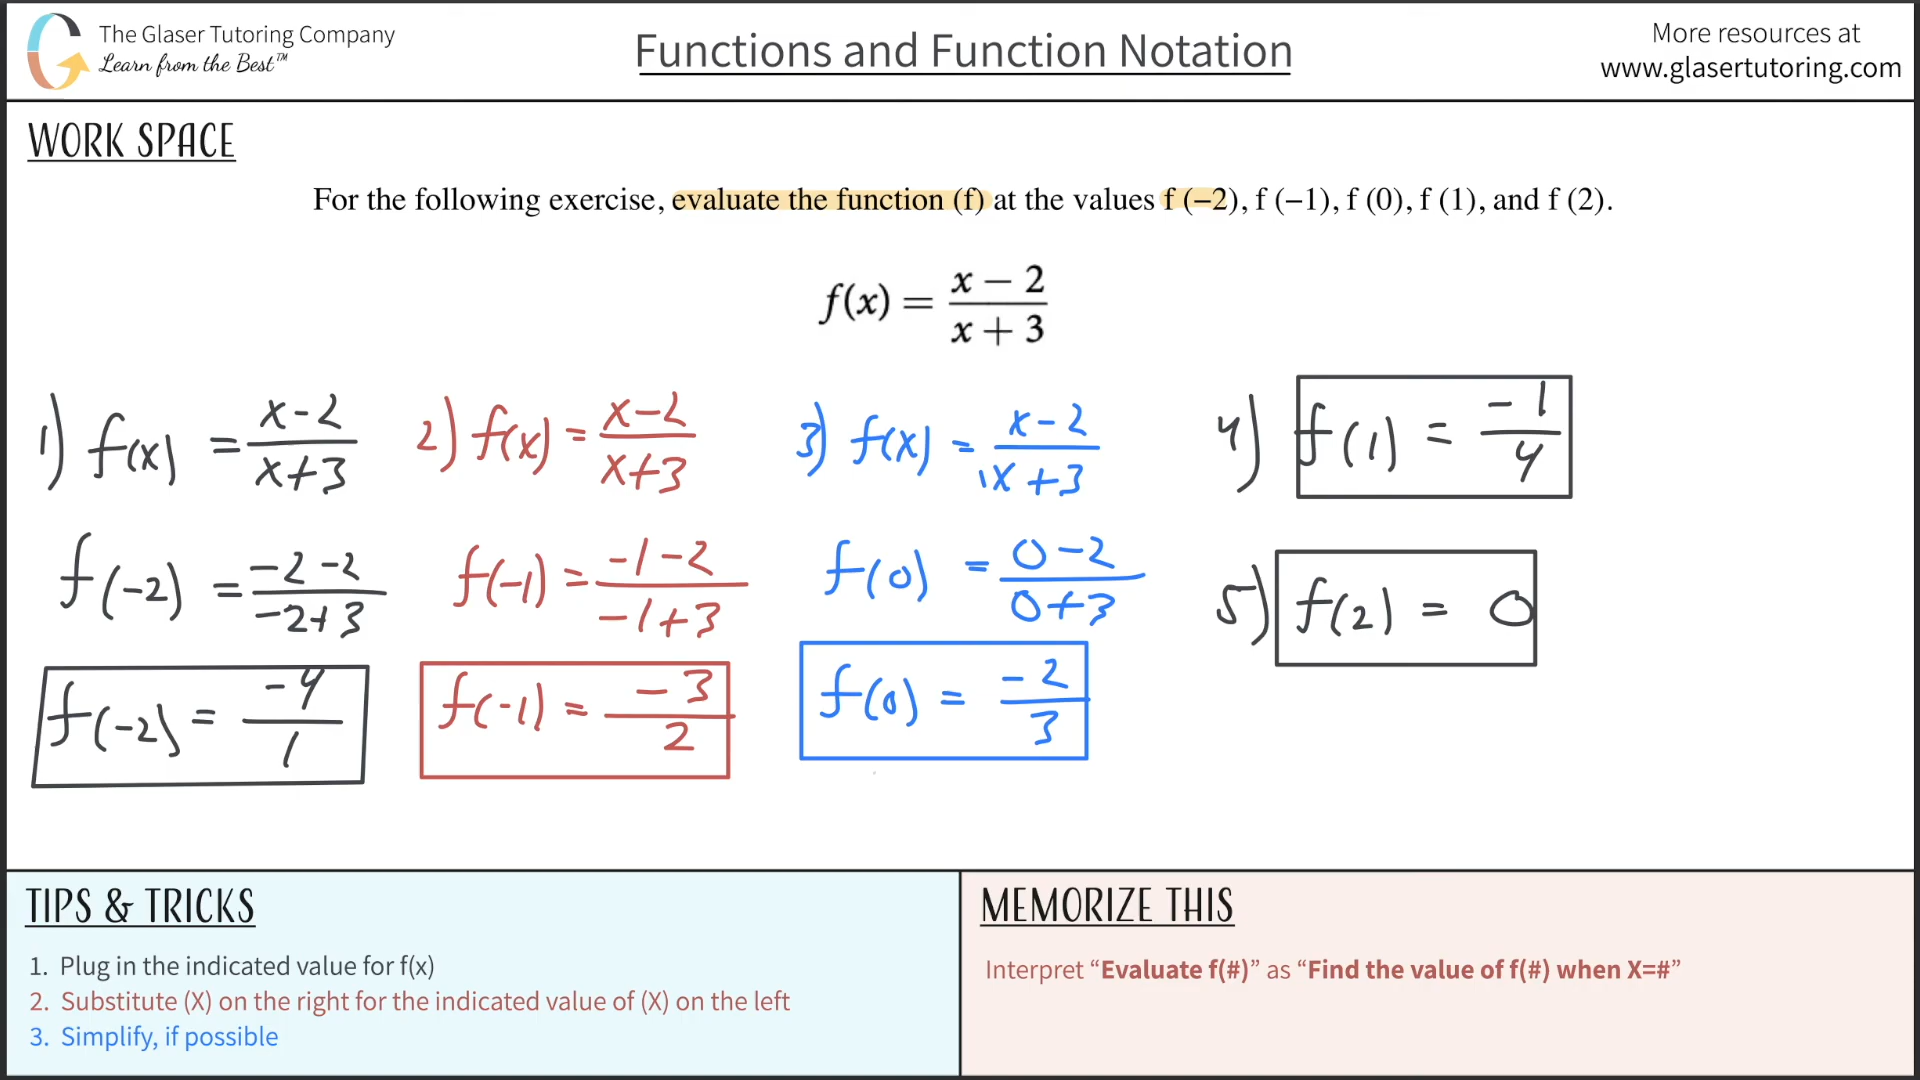 The Glaser Tutoring Company
Learn from the Best™
Functions and Function Notation
More resources at
www.glasertutoring.com
WORK SPACE
For the following exercise, evaluate the function (f) at the values f (−2), f (−1), f (0), f (1), and f (2).
f(x) = (x − 2)/(x + 3)
1) f(x) = (x-2)/(x+3)
f(-2) = (-2-2)/(-2+3)
f(-2) = -4/1
2) f(x) = (x-2)/(x+3)
f(-1) = (-1-2)/(-1+3)
f(-1) = -3/2
3) f(x) = (x-2)/(x+3)
f(0) = (0-2)/(0+3)
f(0) = -2/3
4) f(1) = -1/4
5) f(2) = 0
TIPS & TRICKS
1. Plug in the indicated value for f(x)
2. Substitute (X) on the right for the indicated value of (X) on the left
3. Simplify, if possible
MEMORIZE THIS
Interpret “Evaluate f(#)” as “Find the value of f(#) when X=#”